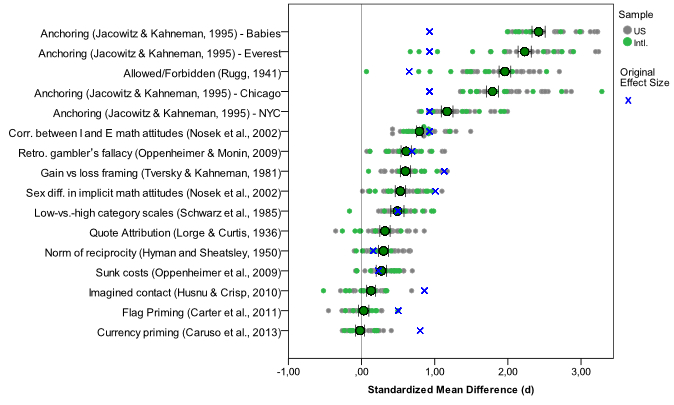 Sample
US
Intl.
Original
Effect Size
Anchoring (Jacowitz & Kahneman, 1995) - Babies
Anchoring (Jacowitz & Kahneman, 1995) - Everest
Allowed/Forbidden (Rugg, 1941)
Anchoring (Jacowitz & Kahneman, 1995) - Chicago
Anchoring (Jacowitz & Kahneman, 1995) - NYC
Corr. between I and E math attitudes (Nosek et al., 2002)
Retro. gambler's fallacy (Oppenheimer & Monin, 2009)
Gain vs loss framing (Tversky & Kahneman, 1981)
Sex diff. in implicit math attitudes (Nosek et al., 2002)
Low-vs.-high category scales (Schwarz et al., 1985)
Quote Attribution (Lorge & Curtis, 1936)
Norm of reciprocity (Hyman and Sheatsley, 1950)
Sunk costs (Oppenheimer et al., 2009)
Imagined contact (Husnu & Crisp, 2010)
Flag Priming (Carter et al., 2011)
Currency priming (Caruso et al., 2013)
-1,00 ,00 1,00 2,00 3,00
Standardized Mean Difference (d)